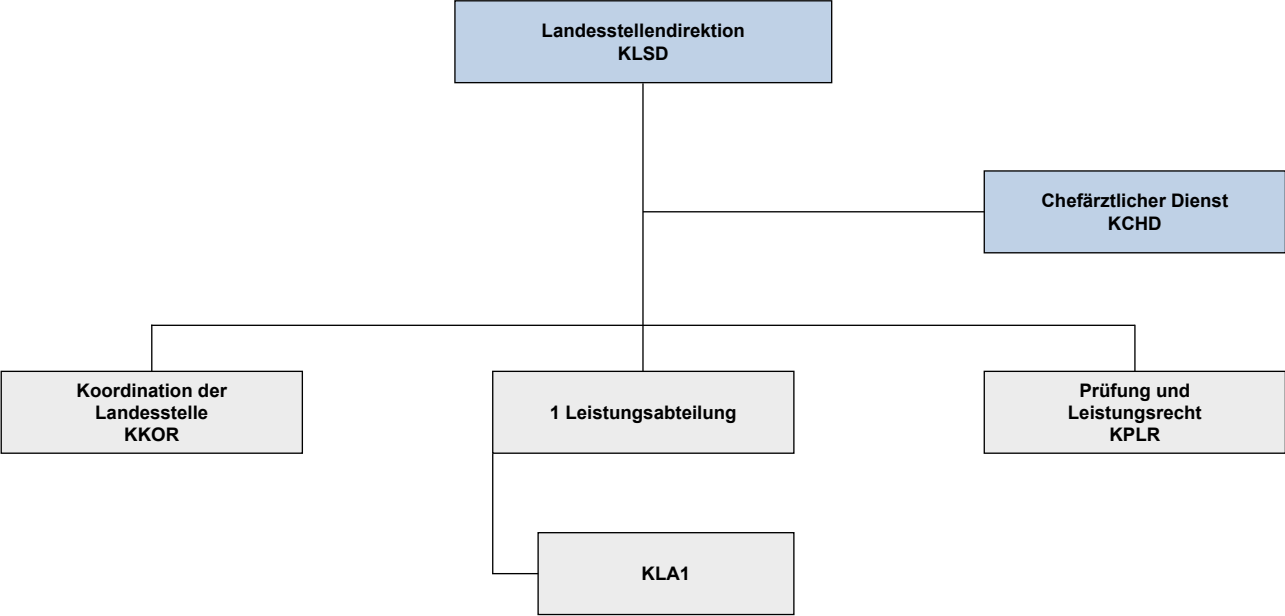 Landesstellendirektion
KLSD
Chefärztlicher Dienst
KCHD
Koordination der
Landesstelle
KKOR
1 Leistungsabteilung
Prüfung und
Leistungsrecht
KPLR
KLA1